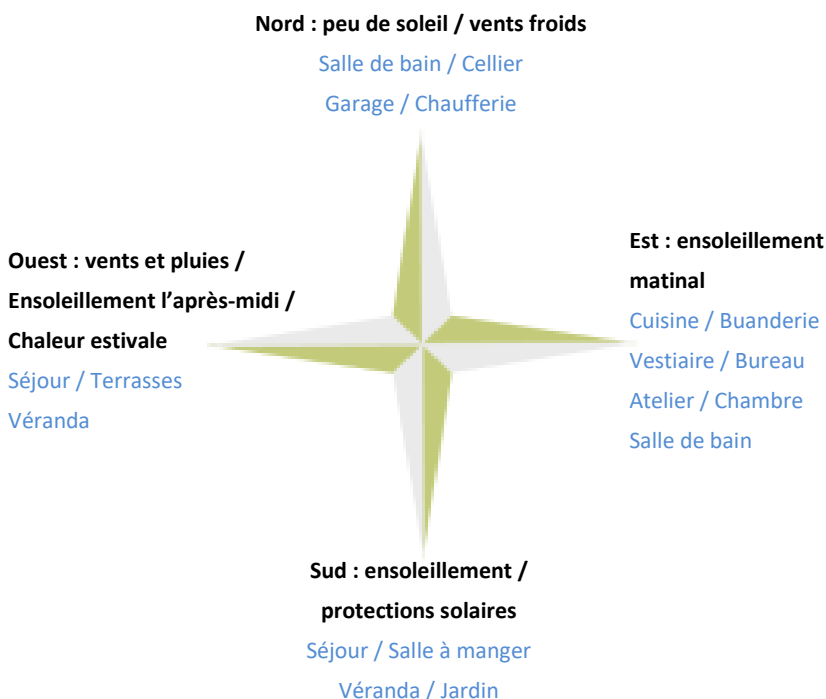 Nord : peu de soleil / vents froids
Salle de bain / Cellier
Garage / Chaufferie
Ouest : vents et pluies /
Ensoleillement l’après-midi /
Chaleur estivale
Séjour / Terrasses
Véranda
Est : ensoleillement
matinal
Cuisine / Buanderie
Vestiaire / Bureau
Atelier / Chambre
Salle de bain
Sud : ensoleillement /
protections solaires
Séjour / Salle à manger
Véranda / Jardin